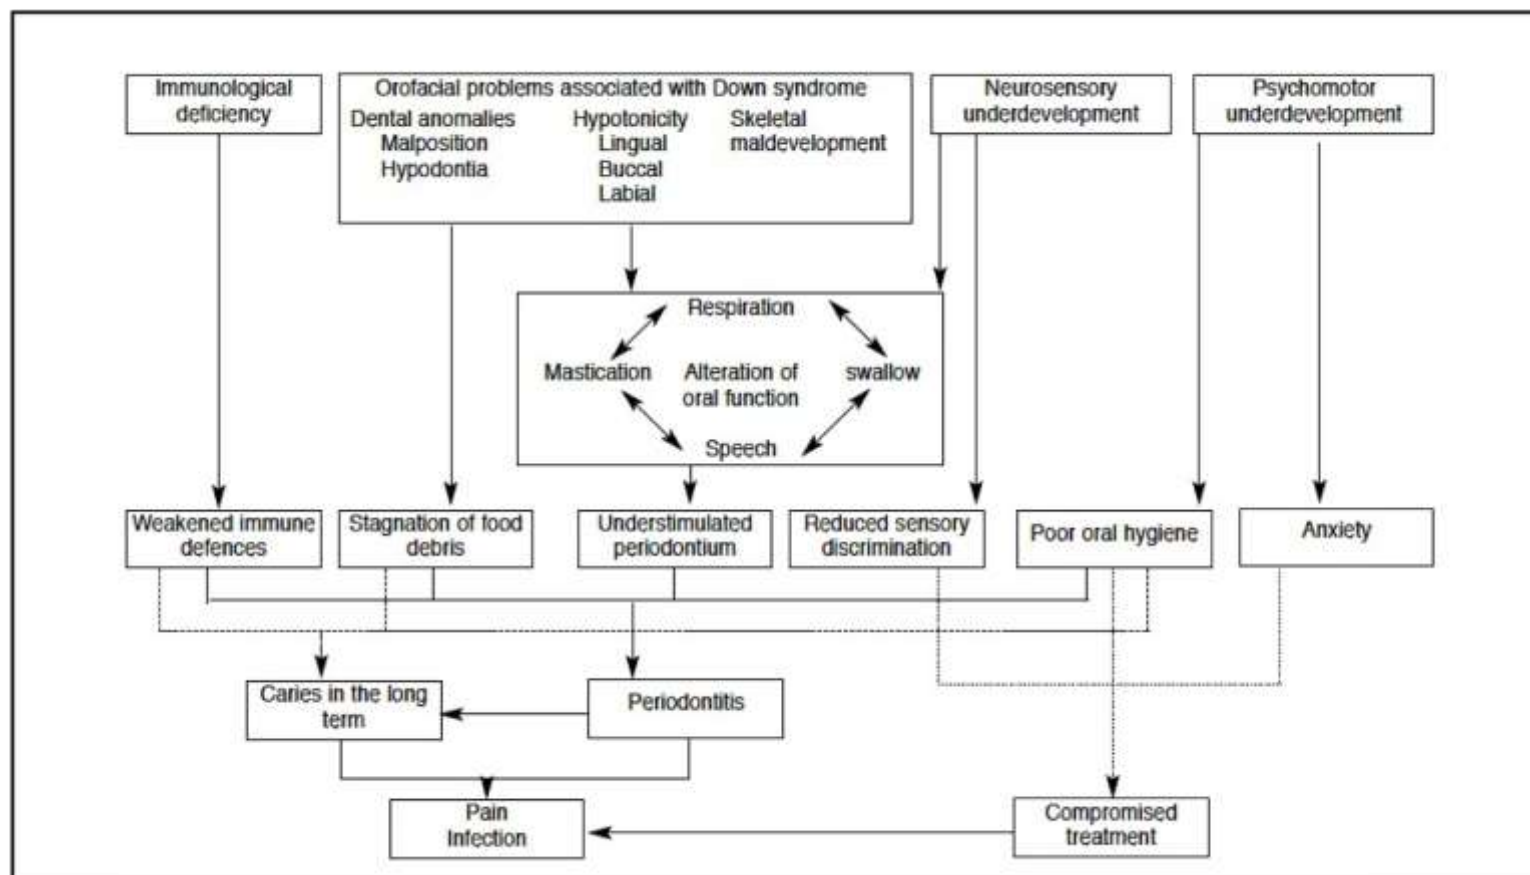 Immunological
deficiency
Orofacial problems associated with Down syndrome
Dental anomalies
Malposition
Hypodontia
Hypotonicity
Lingual
Buccal
Labial
Skeletal
maldevelopment
Neurosensory
underdevelopment
Psychomotor
underdevelopment
Respiration
Mastication
Alteration of
oral function
swallow
Speech
Weakened immune
defences
Stagnation of food
debris
Understimulated
periodontium
Reduced sensory
discrimination
Poor oral hygiene
Anxiety
Caries in the long
term
Periodontitis
Pain
Infection
Compromised
treatment